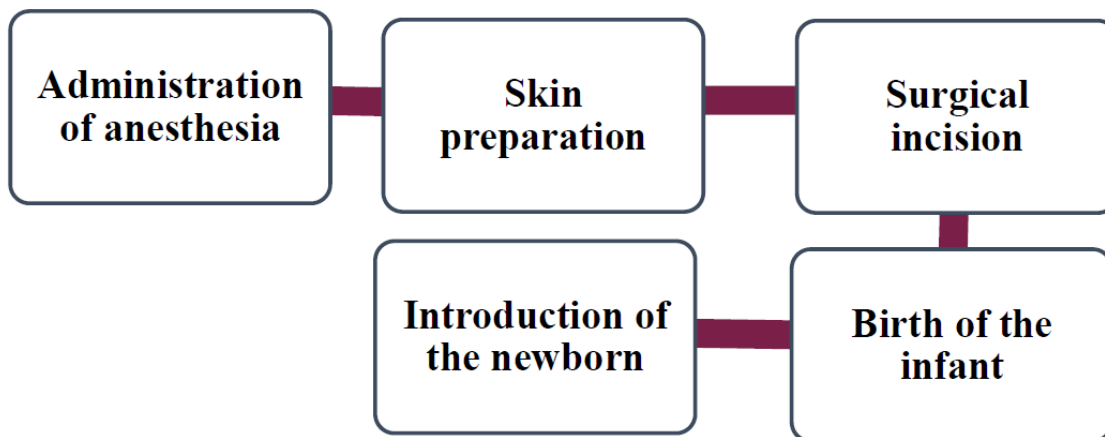 Administration
of anesthesia
Skin
preparation
Surgical
incision
Birth of the
infant
Introduction of
the newborn